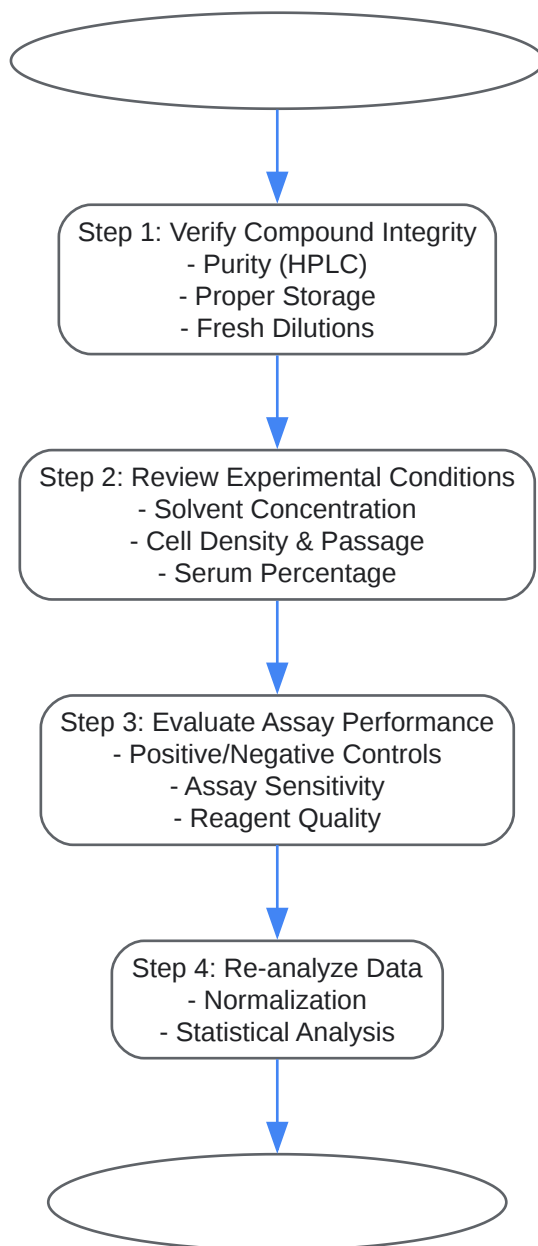 Step 1: Verify Compound Integrity
- Purity (HPLC)
- Proper Storage
- Fresh Dilutions
Step 2: Review Experimental Conditions
- Solvent Concentration
- Cell Density & Passage
- Serum Percentage
Step 3: Evaluate Assay Performance
- Positive/Negative Controls
- Assay Sensitivity
- Reagent Quality
Step 4: Re-analyze Data
- Normalization
- Statistical Analysis